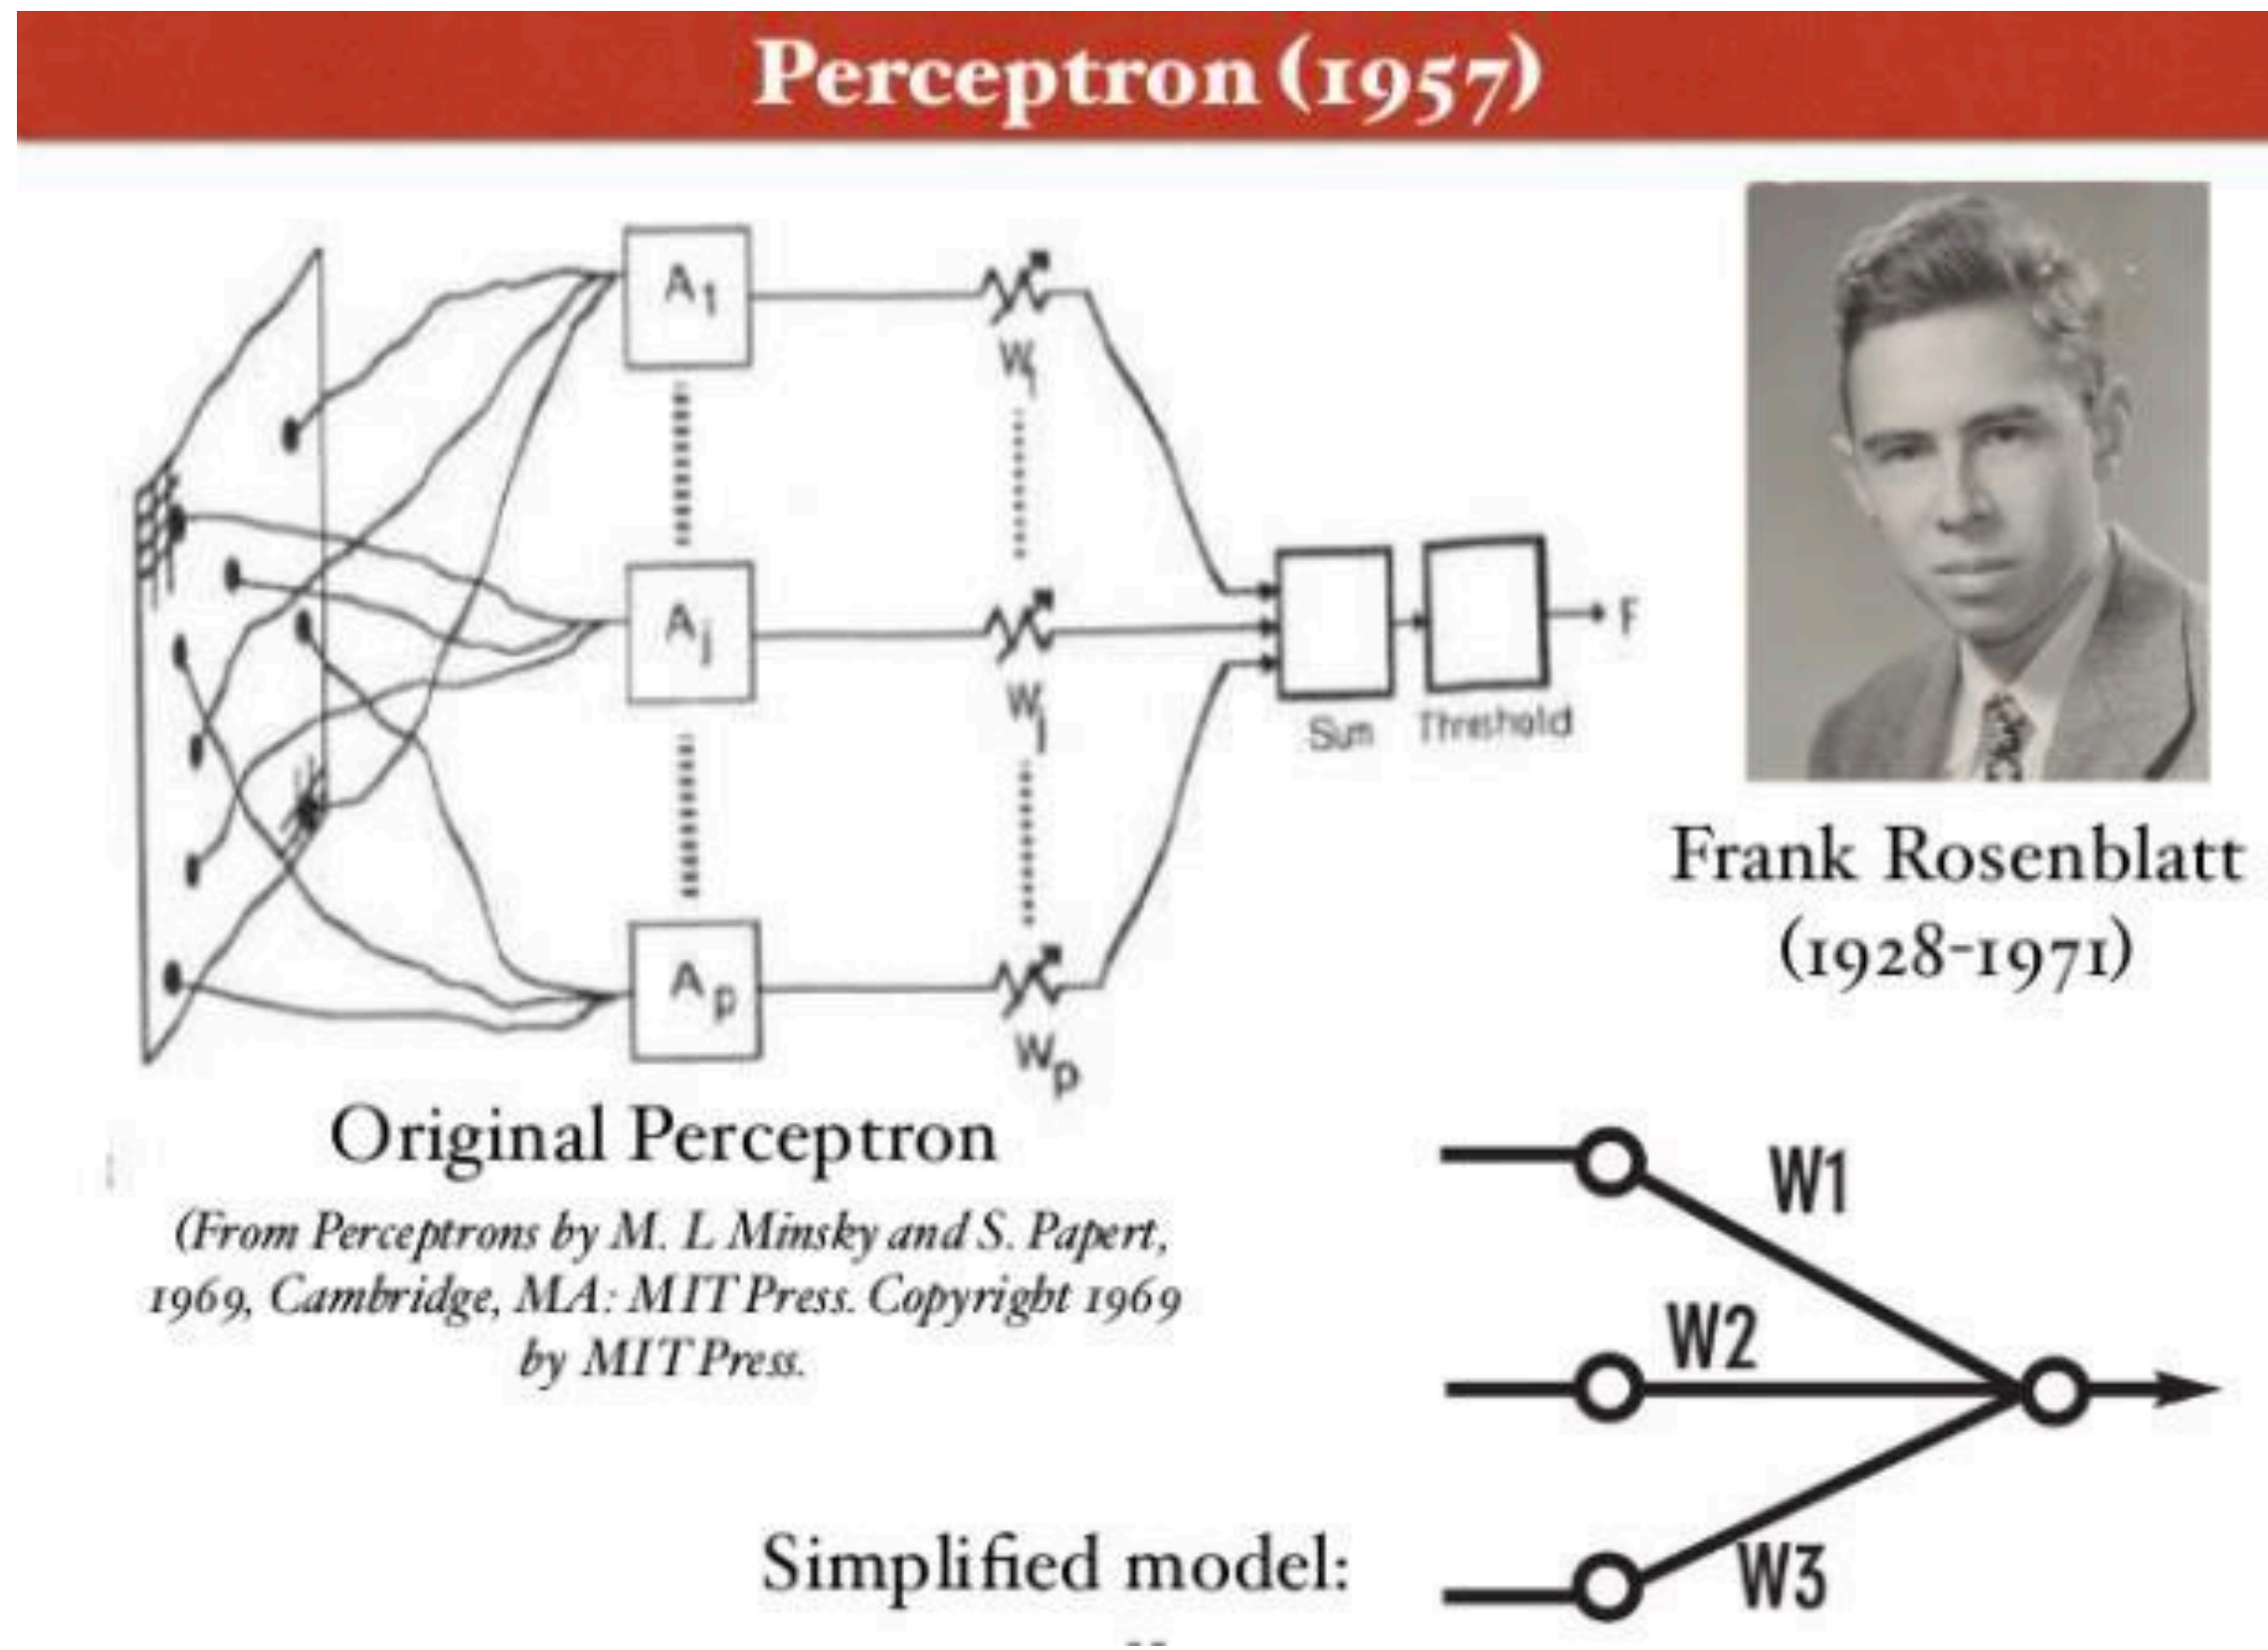 Perceptron (1957)
A1
W1
Aj
Wj
Sum
Threshold
F
Ap
Wp
Frank Rosenblatt
(1928-1971)
Original Perceptron
(From Perceptrons by M. L Minsky and S. Papert,
1969, Cambridge, MA: MIT Press. Copyright 1969
by MIT Press.
W1
W2
W3
Simplified model: